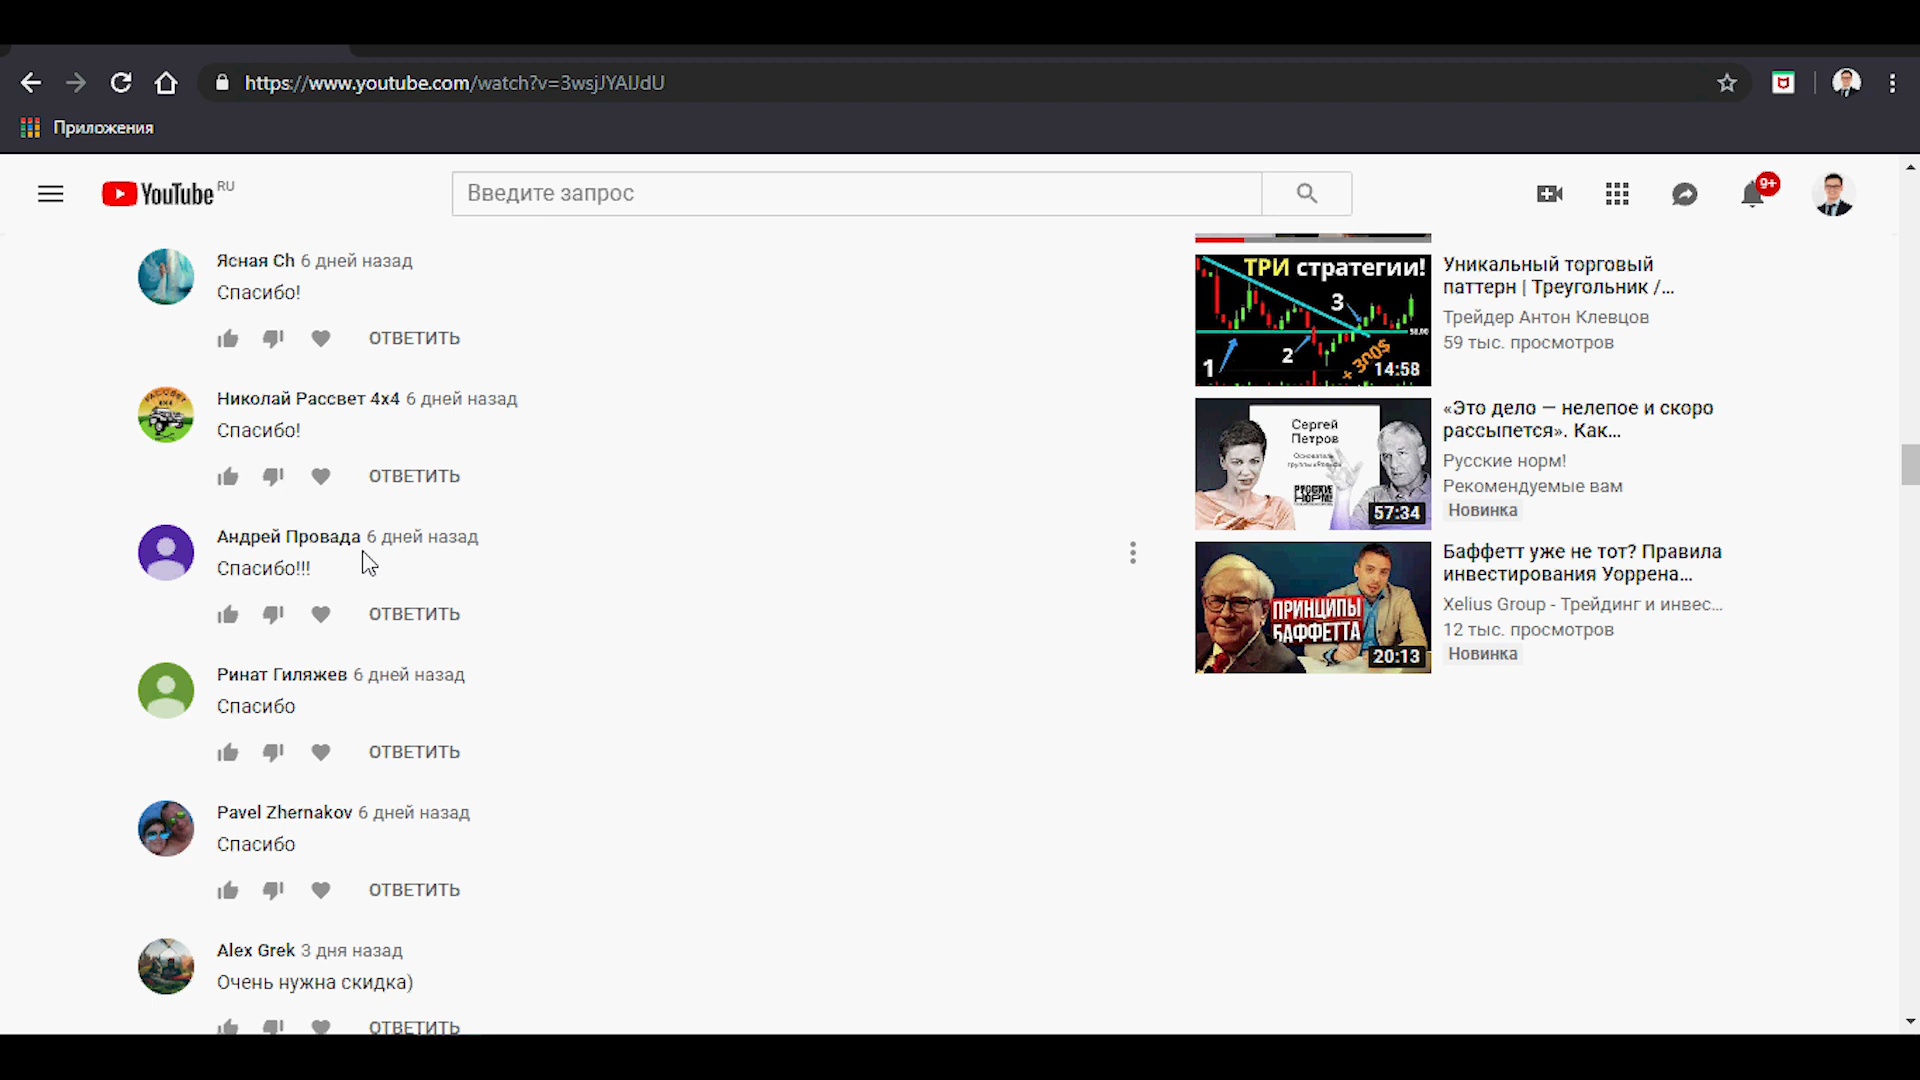 https://www.youtube.com/watch?v=3wsjJYAlJdU
Приложения
YouTube RU
Введите запрос
9+
Ясная Ch 6 дней назад
Спасибо!
ОТВЕТИТЬ
Николай Рассвет 4x4 6 дней назад
Спасибо!
ОТВЕТИТЬ
Андрей Провада 6 дней назад
Спасибо!!!
ОТВЕТИТЬ
Ринат Гиляжев 6 дней назад
Спасибо
ОТВЕТИТЬ
Pavel Zhernakov 6 дней назад
Спасибо
ОТВЕТИТЬ
Alex Grek 3 дня назад
Очень нужна скидка)
ОТВЕТИТЬ
ТРИ стратегии!
3
2
1
+ 300$
14:58
Уникальный торговый
паттерн | Треугольник /...
Трейдер Антон Клевцов
59 тыс. просмотров
Сергей
Петров
РУССКИЕ
НОРМ!
57:34
«Это дело — нелепое и скоро
рассыпется». Как...
Русские норм!
Рекомендуемые вам
Новинка
ПРИНЦИПЫ
БАФФЕТТА
20:13
Баффетт уже не тот? Правила
инвестирования Уоррена...
Xelius Group - Трейдинг и инвес...
12 тыс. просмотров
Новинка